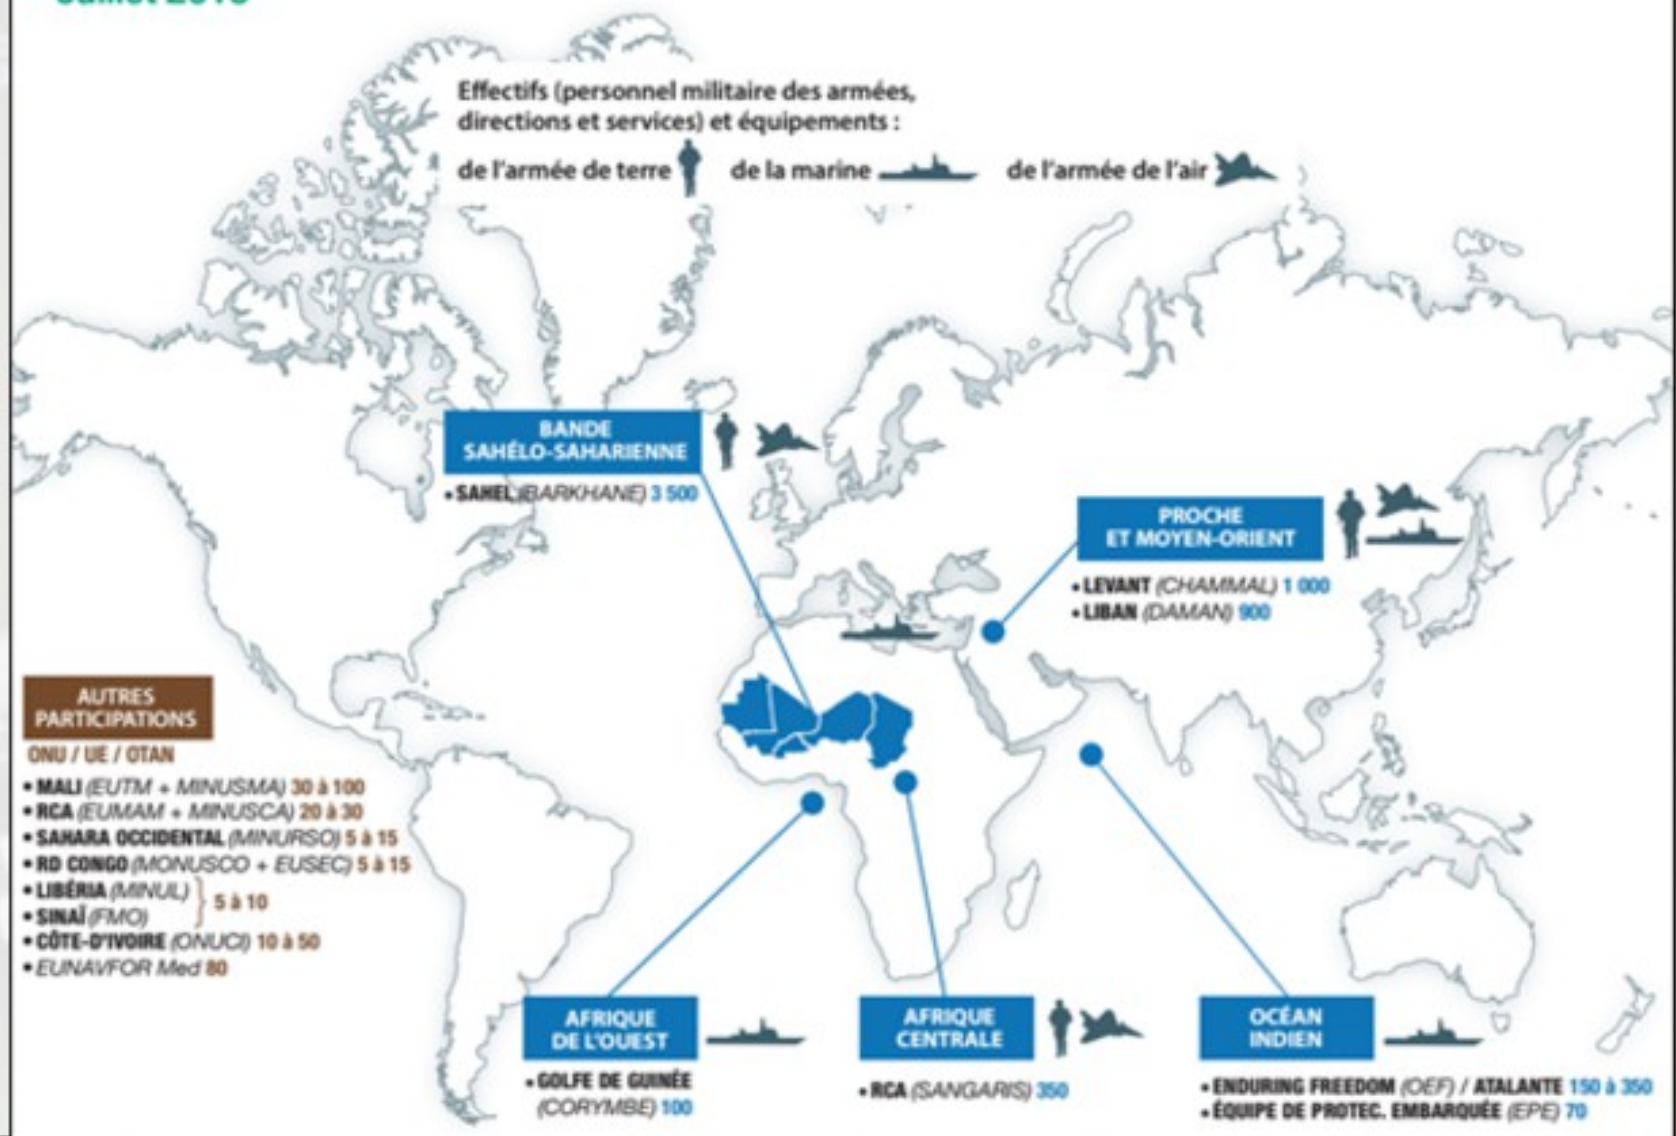 Effectifs (personnel militaire des armées,
directions et services) et équipements :
de l'armée de terre de la marine de l'armée de l'air
BANDE
SAHÉLO-SAHARIENNE
• SAHEL (BARKHANE) 3 500
PROCHE
ET MOYEN-ORIENT
• LEVANT (CHAMMAL) 1 000
• LIBAN (DAMAN) 900
AUTRES
PARTICIPATIONS
ONU / UE / OTAN
• MALI (EUTM + MINUSMA) 30 à 100
• RCA (EUMAM + MINUSCA) 20 à 30
• SAHARA OCCIDENTAL (MINURSO) 5 à 15
• RD CONGO (MONUSCO + EUSEC) 5 à 15
• LIBÉRIA (MINUL)
• SINAÏ (FMO)
5 à 10
• CÔTE-D'IVOIRE (ONUCI) 10 à 50
• EUNAVFOR Med 80
AFRIQUE
DE L'OUEST
• GOLFE DE GUINÉE
(CORYMBE) 100
AFRIQUE
CENTRALE
• RCA (SANGARIS) 350
OCÉAN
INDIEN
• ENDURING FREEDOM (OEF) / ATALANTE 150 à 350
• ÉQUIPE DE PROTEC. EMBARQUÉE (EPE) 70